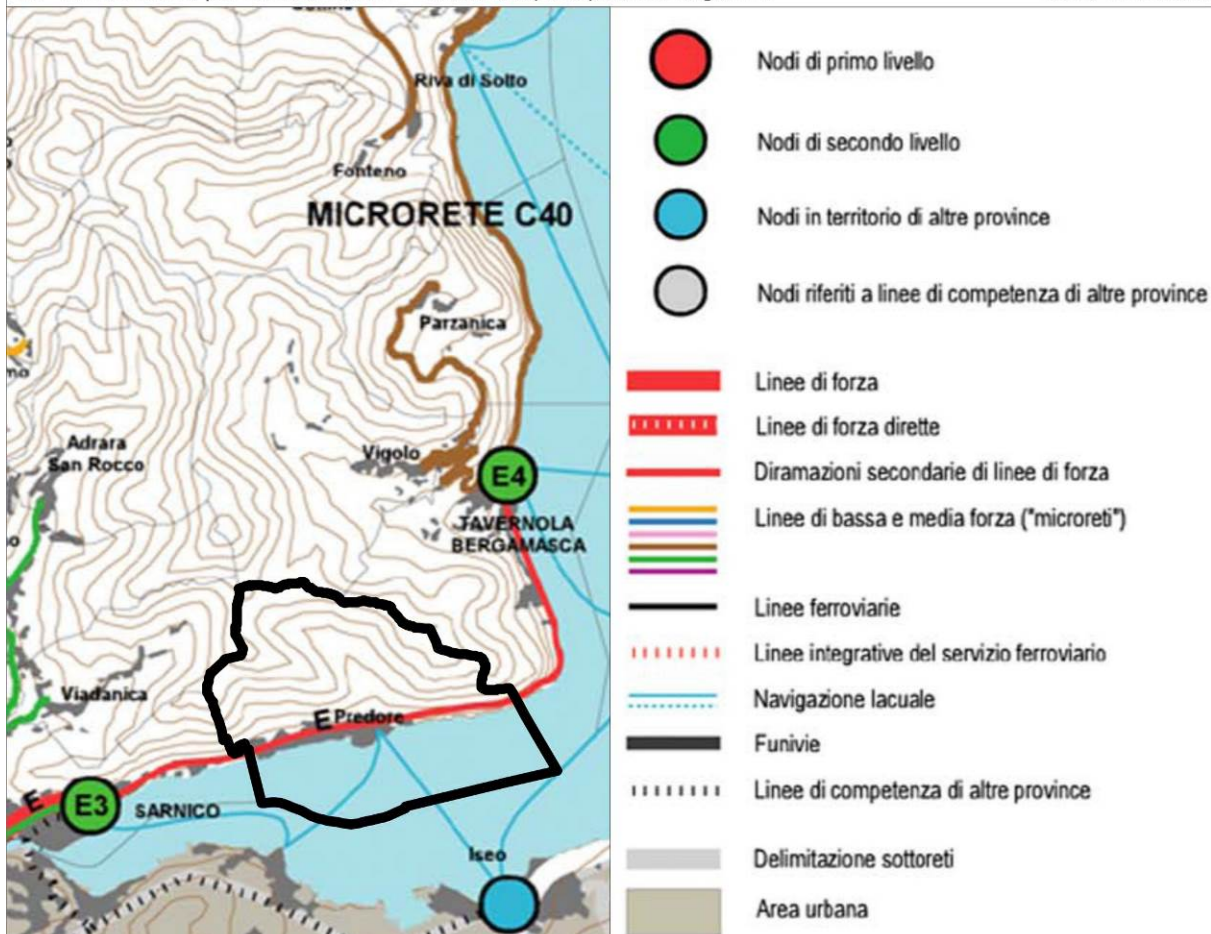 Riva di Sotto
Fonteno
MICRORETE C40
Parzanica
Adrara
San Rocco
Vigolo
E4
TAVERNOLA
BERGAMASCA
Viadanica
E Predore
E
E3
SARNICO
Iseo
Nodi di primo livello
Nodi di secondo livello
Nodi in territorio di altre province
Nodi riferiti a linee di competenza di altre province
Linee di forza
Linee di forza dirette
Diramazioni secondarie di linee di forza
Linee di bassa e media forza ("microreti")
Linee ferroviarie
Linee integrative del servizio ferroviario
Navigazione lacuale
Funivie
Linee di competenza di altre province
Delimitazione sottoreti
Area urbana